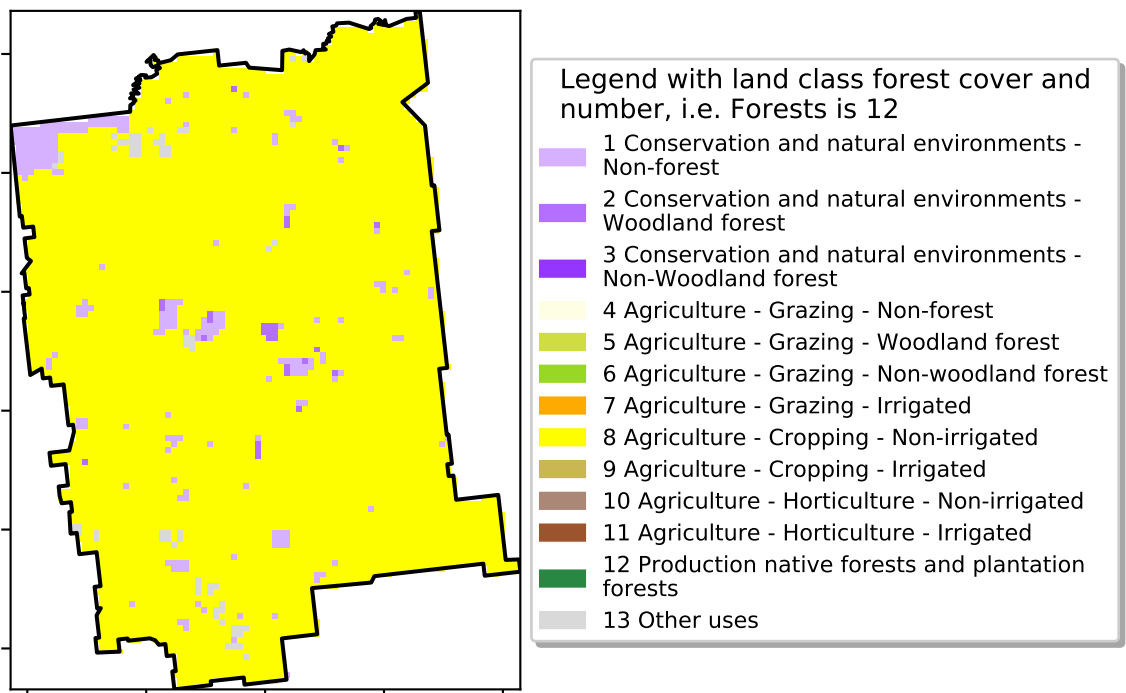 Legend with land class forest cover and
number, i.e. Forests is 12
1 Conservation and natural environments -
Non-forest
2 Conservation and natural environments -
Woodland forest
3 Conservation and natural environments -
Non-Woodland forest
4 Agriculture - Grazing - Non-forest
5 Agriculture - Grazing - Woodland forest
6 Agriculture - Grazing - Non-woodland forest
7 Agriculture - Grazing - Irrigated
8 Agriculture - Cropping - Non-irrigated
9 Agriculture - Cropping - Irrigated
10 Agriculture - Horticulture - Non-irrigated
11 Agriculture - Horticulture - Irrigated
12 Production native forests and plantation
forests
13 Other uses